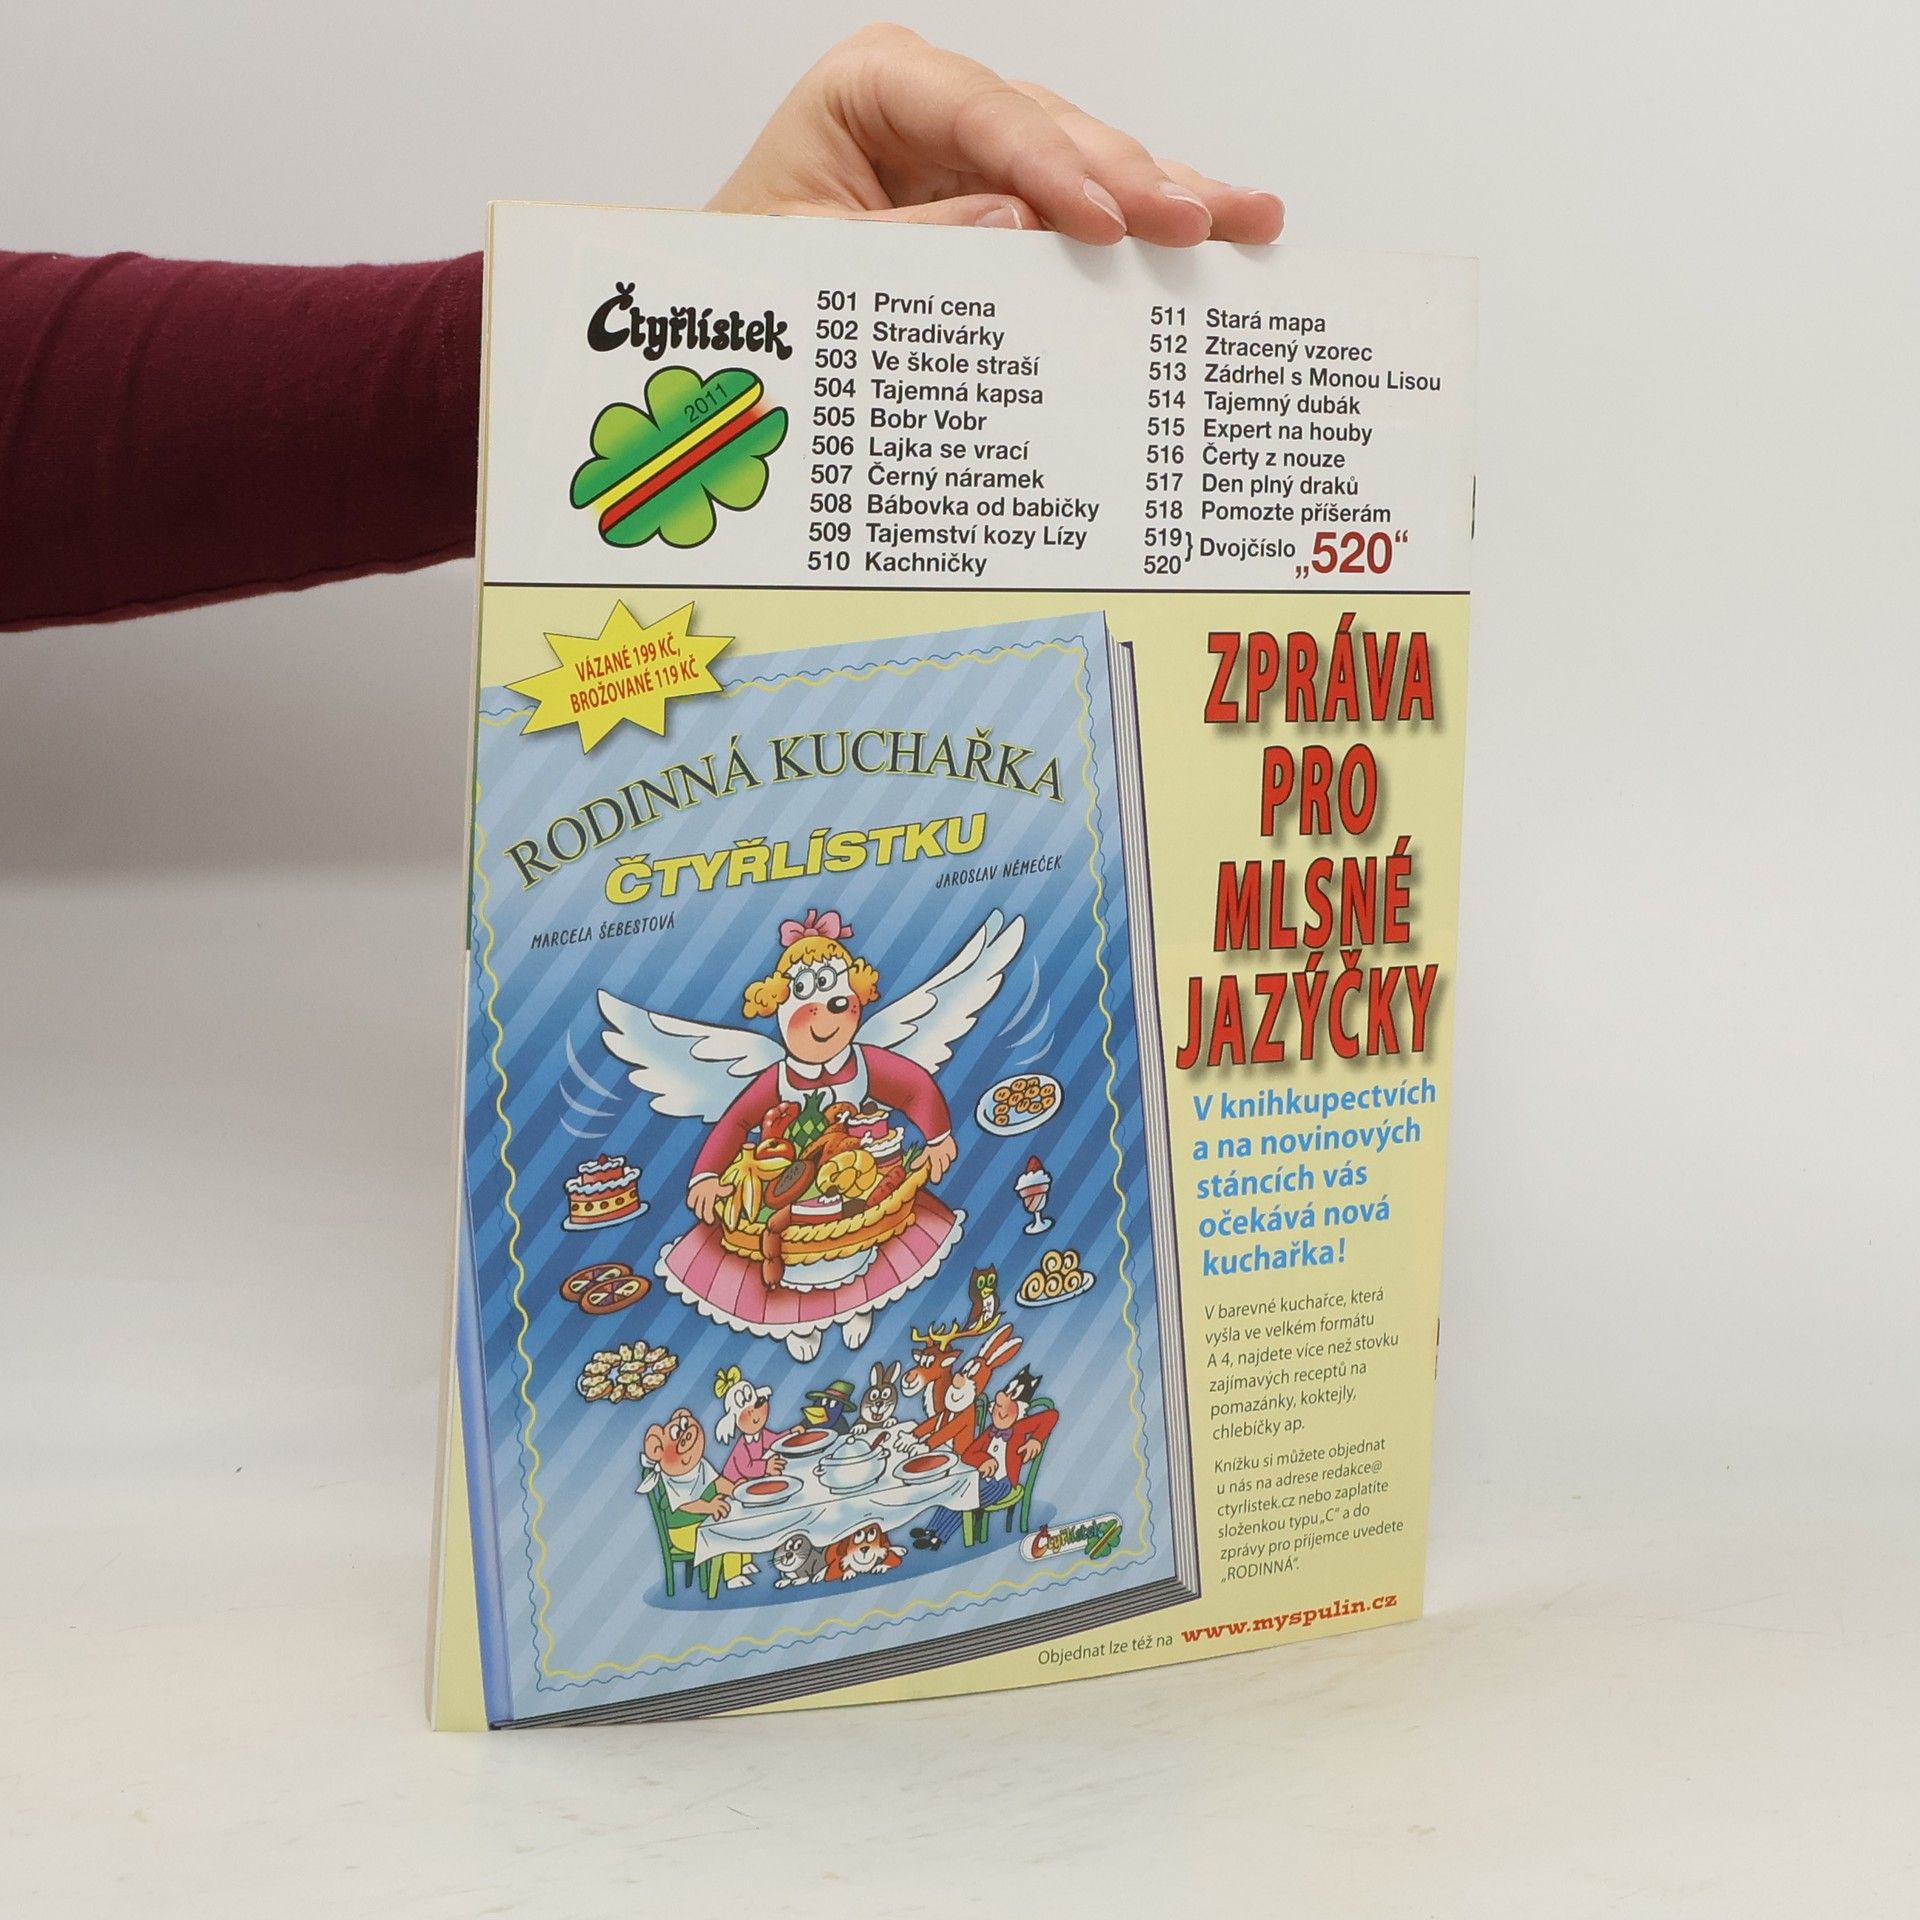 Čtyřlístek
2011
501 První cena
502 Stradivárky
503 Ve škole straší
504 Tajemná kapsa
505 Bobr Vobr
506 Lajka se vrací
507 Černý náramek
508 Bábovka od babičky
509 Tajemství kozy Lízy
510 Kachničky
511 Stará mapa
512 Ztracený vzorec
513 Zádrhel s Monou Lisou
514 Tajemný dubák
515 Expert na houby
516 Čerty z nouze
517 Den plný draků
518 Pomozte příšerám
519
520 } Dvojčíslo „520“
VÁZANÉ 199 KČ,
BROŽOVANÉ 119 KČ
RODINNÁ KUCHAŘKA
ČTYŘLÍSTKU
MARCELA ŠEBESTOVÁ
JAROSLAV NĚMEČEK
Čtyřlístek
ZPRÁVA
PRO
MLSNÉ
JAZÝČKY
V knihkupectvích
a na novinových
stáncích vás
očekává nová
kuchařka!
V barevné kuchařce, která
vyšla ve velkém formátu
A 4, najdete více než stovku
zajímavých receptů na
pomazánky, koktejly,
chlebíčky ap.
Knížku si můžete objednat
u nás na adrese redakce@
ctyrlistek.cz nebo zaplatíte
složenkou typu „C“ a do
zprávy pro příjemce uvedete
„RODINNÁ“.
Objednat lze též na www.myspulin.cz